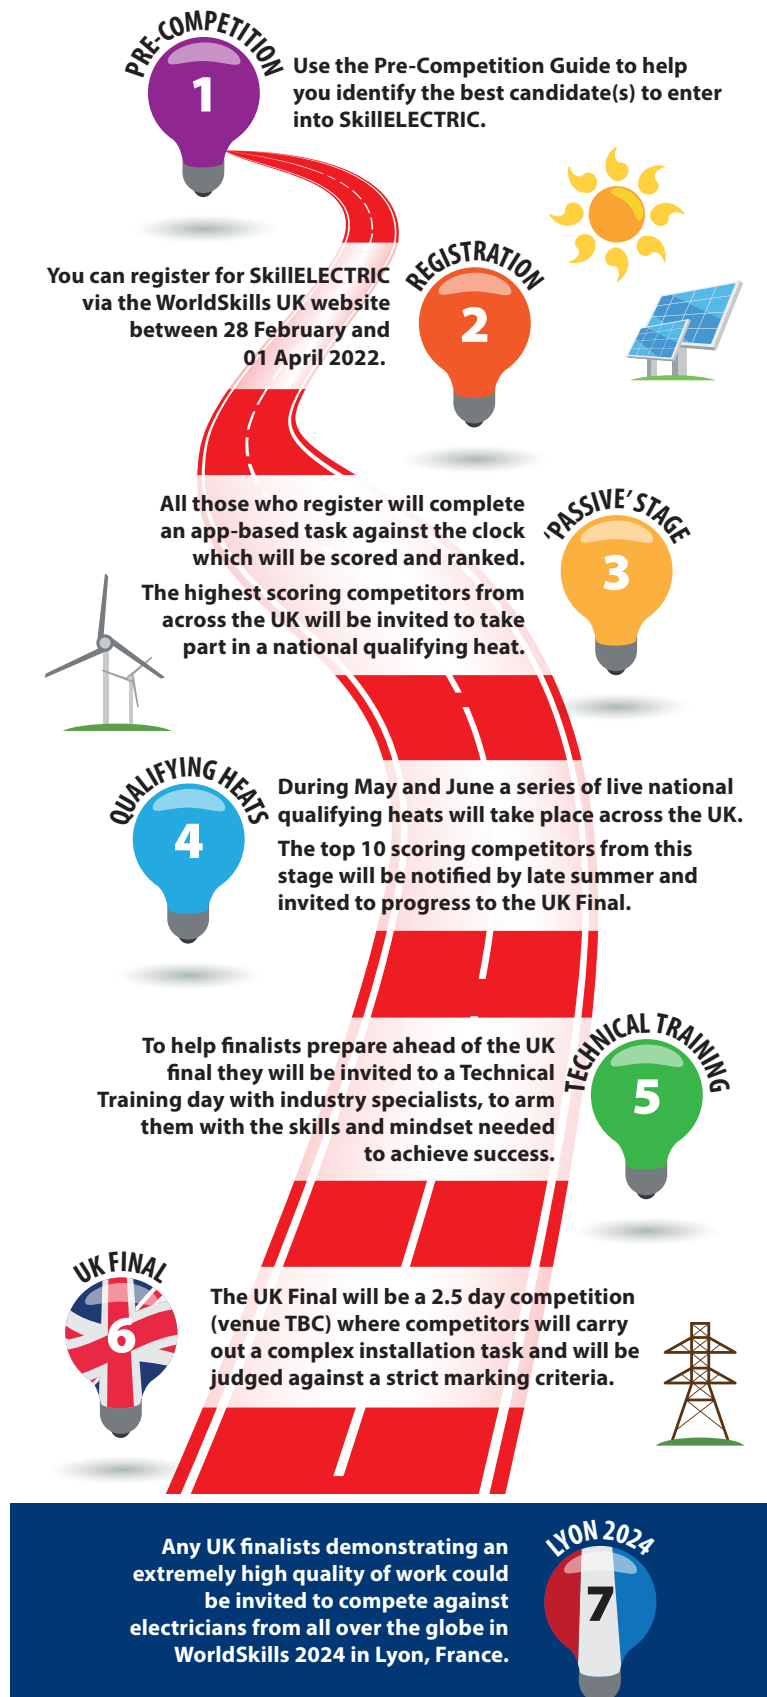 PRE-COMPETITION
1
Use the Pre-Competition Guide to help
you identify the best candidate(s) to enter
into SkillELECTRIC.
REGISTRATION
2
You can register for SkillELECTRIC
via the WorldSkills UK website
between 28 February and
01 April 2022.
'PASSIVE' STAGE
3
All those who register will complete
an app-based task against the clock
which will be scored and ranked.
The highest scoring competitors from
across the UK will be invited to take
part in a national qualifying heat.
QUALIFYING HEATS
4
During May and June a series of live national
qualifying heats will take place across the UK.
The top 10 scoring competitors from this
stage will be notified by late summer and
invited to progress to the UK Final.
TECHNICAL TRAINING
5
To help finalists prepare ahead of the UK
final they will be invited to a Technical
Training day with industry specialists, to arm
them with the skills and mindset needed
to achieve success.
UK FINAL
6
The UK Final will be a 2.5 day competition
(venue TBC) where competitors will carry
out a complex installation task and will be
judged against a strict marking criteria.
LYON 2024
7
Any UK finalists demonstrating an
extremely high quality of work could
be invited to compete against
electricians from all over the globe in
WorldSkills 2024 in Lyon, France.